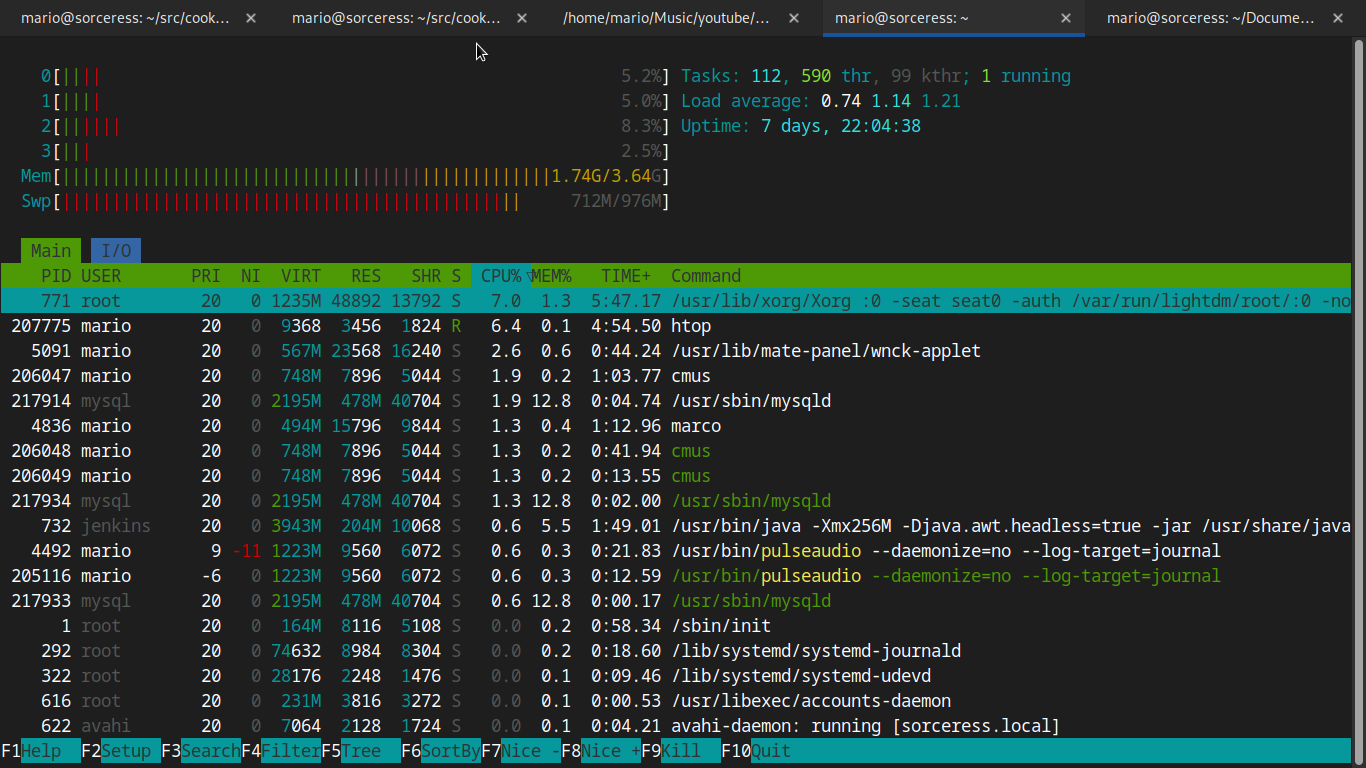 mario@sorceress: ~/src/cook... × mario@sorceress: ~/src/cook... × /home/mario/Music/youtube/... × mario@sorceress: ~ × mario@sorceress: ~/Docume... ×
0[|||| 5.2%] Tasks: 112, 590 thr, 99 kthr; 1 running
1[|||| 5.0%] Load average: 0.74 1.14 1.21
2[|||||| 8.3%] Uptime: 7 days, 22:04:38
3[||| 2.5%]
Mem[|||||||||||||||||||||||||||||||||||||||||||||||||1.74G/3.64G]
Swp[|||||||||||||||||||||||||||||||||||||||||||||| 712M/976M]
Main I/O
PID USER PRI NI VIRT RES SHR S CPU%▽MEM% TIME+ Command
771 root 20 0 1235M 48892 13792 S 7.0 1.3 5:47.17 /usr/lib/xorg/Xorg :0 -seat seat0 -auth /var/run/lightdm/root/:0 -no
207775 mario 20 0 9368 3456 1824 R 6.4 0.1 4:54.50 htop
5091 mario 20 0 567M 23568 16240 S 2.6 0.6 0:44.24 /usr/lib/mate-panel/wnck-applet
206047 mario 20 0 748M 7896 5044 S 1.9 0.2 1:03.77 cmus
217914 mysql 20 0 2195M 478M 40704 S 1.9 12.8 0:04.74 /usr/sbin/mysqld
4836 mario 20 0 494M 15796 9844 S 1.3 0.4 1:12.96 marco
206048 mario 20 0 748M 7896 5044 S 1.3 0.2 0:41.94 cmus
206049 mario 20 0 748M 7896 5044 S 1.3 0.2 0:13.55 cmus
217934 mysql 20 0 2195M 478M 40704 S 1.3 12.8 0:02.00 /usr/sbin/mysqld
732 jenkins 20 0 3943M 204M 10068 S 0.6 5.5 1:49.01 /usr/bin/java -Xmx256M -Djava.awt.headless=true -jar /usr/share/java
4492 mario 9 -11 1223M 9560 6072 S 0.6 0.3 0:21.83 /usr/bin/pulseaudio --daemonize=no --log-target=journal
205116 mario -6 0 1223M 9560 6072 S 0.6 0.3 0:12.59 /usr/bin/pulseaudio --daemonize=no --log-target=journal
217933 mysql 20 0 2195M 478M 40704 S 0.6 12.8 0:00.17 /usr/sbin/mysqld
1 root 20 0 164M 8116 5108 S 0.0 0.2 0:58.34 /sbin/init
292 root 20 0 74632 8984 8304 S 0.0 0.2 0:18.60 /lib/systemd/systemd-journald
322 root 20 0 28176 2248 1476 S 0.0 0.1 0:09.46 /lib/systemd/systemd-udevd
616 root 20 0 231M 3816 3272 S 0.0 0.1 0:00.53 /usr/libexec/accounts-daemon
622 avahi 20 0 7064 2128 1724 S 0.0 0.1 0:04.21 avahi-daemon: running [sorceress.local]
F1Help F2Setup F3SearchF4FilterF5Tree F6SortByF7Nice -F8Nice +F9Kill F10Quit